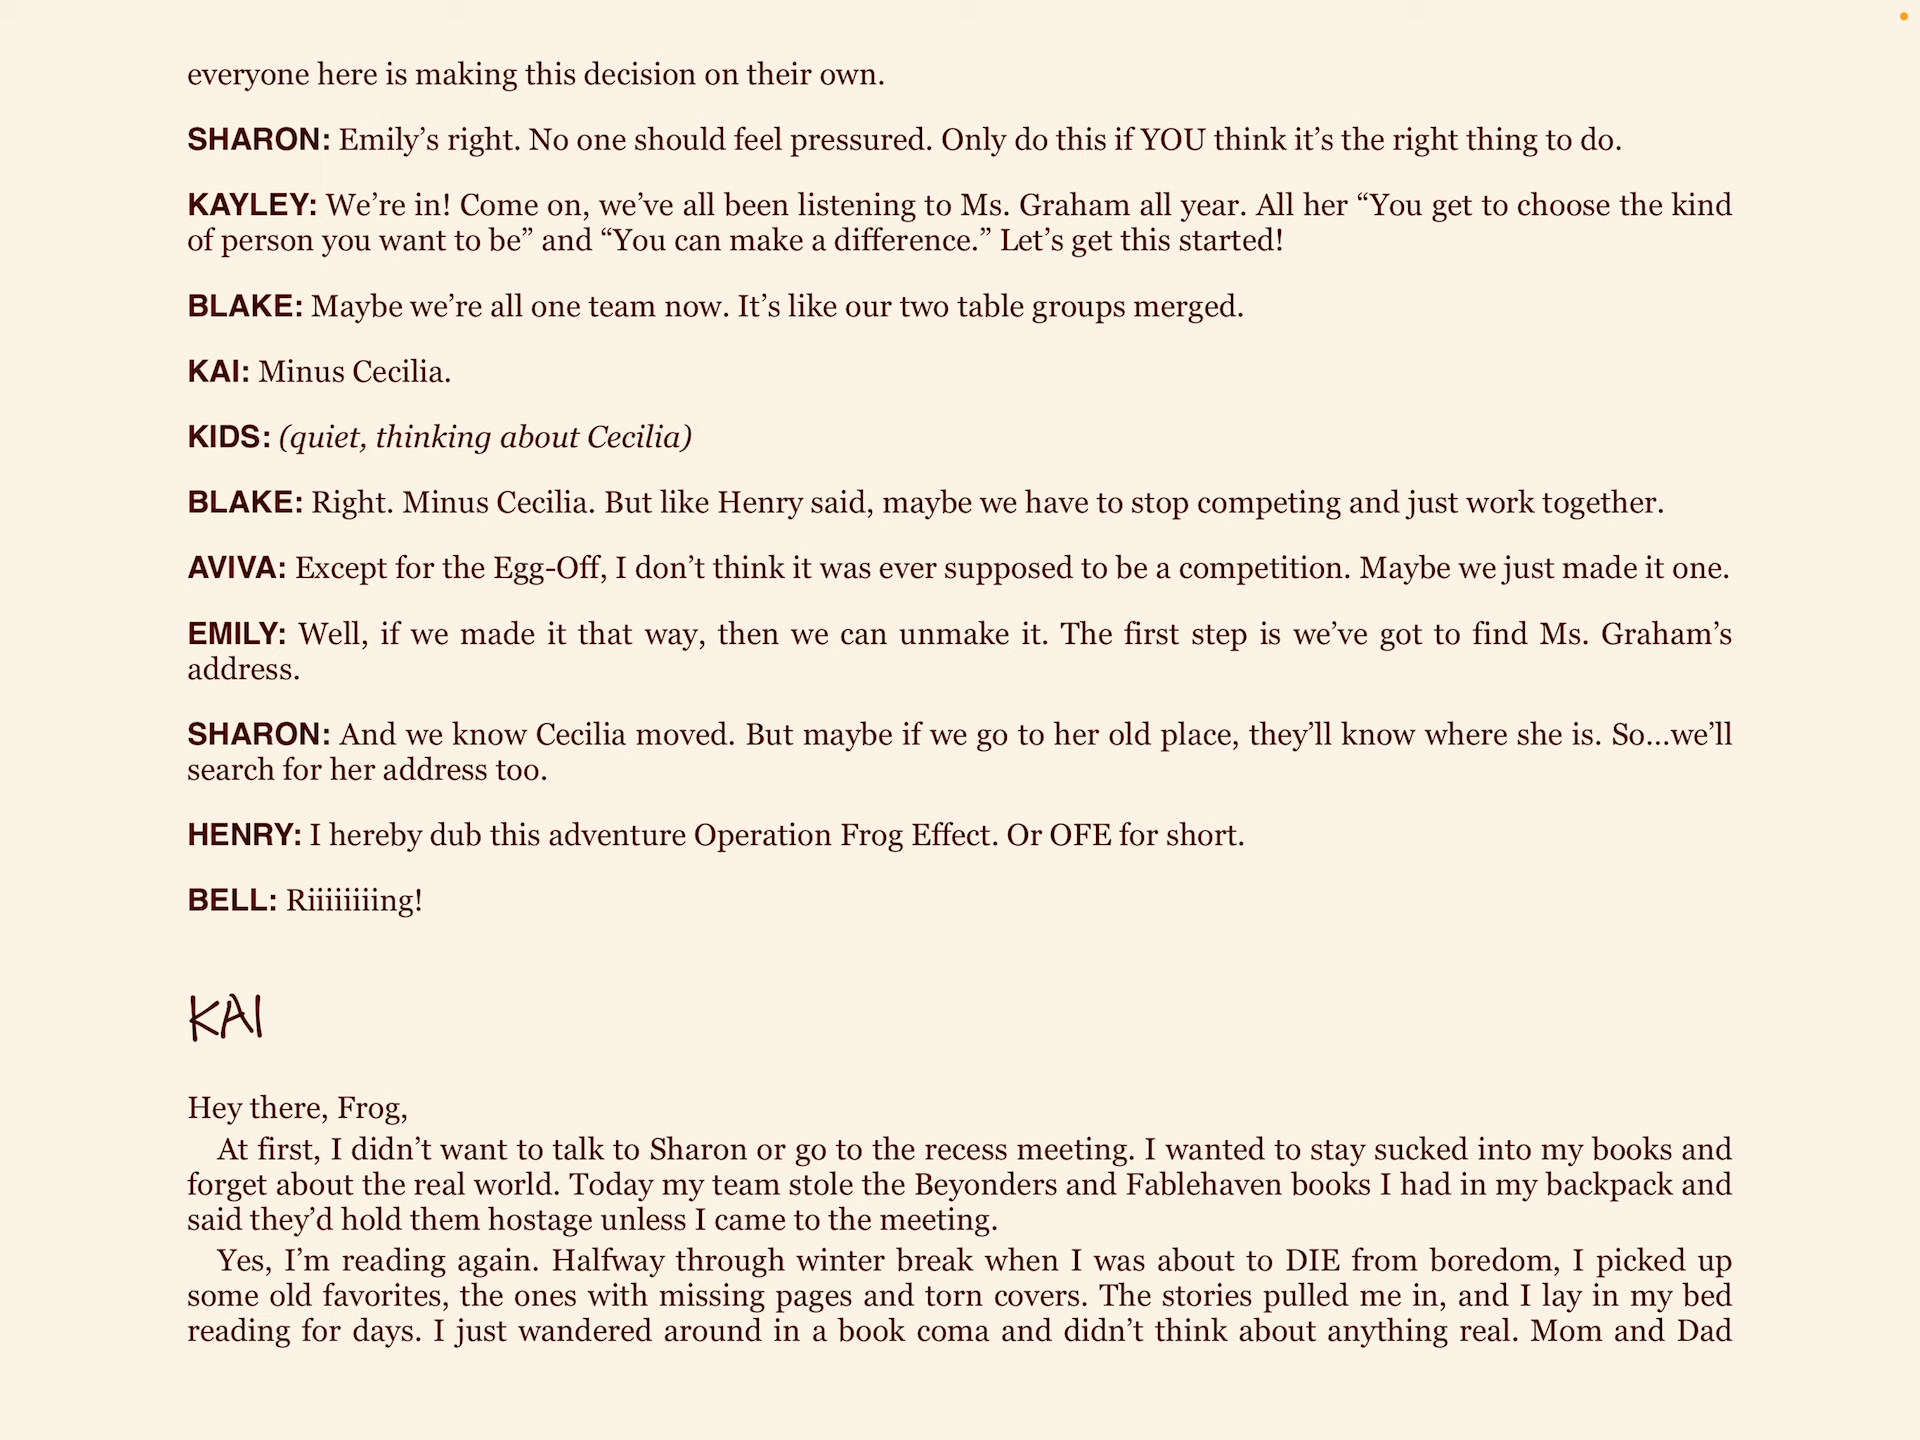 everyone here is making this decision on their own.
SHARON: Emily’s right. No one should feel pressured. Only do this if YOU think it’s the right thing to do.
KAYLEY: We’re in! Come on, we’ve all been listening to Ms. Graham all year. All her “You get to choose the kind
of person you want to be” and “You can make a difference.” Let’s get this started!
BLAKE: Maybe we’re all one team now. It’s like our two table groups merged.
KAI: Minus Cecilia.
KIDS: (quiet, thinking about Cecilia)
BLAKE: Right. Minus Cecilia. But like Henry said, maybe we have to stop competing and just work together.
AVIVA: Except for the Egg-Off, I don’t think it was ever supposed to be a competition. Maybe we just made it one.
EMILY: Well, if we made it that way, then we can unmake it. The first step is we’ve got to find Ms. Graham’s
address.
SHARON: And we know Cecilia moved. But maybe if we go to her old place, they’ll know where she is. So…we’ll
search for her address too.
HENRY: I hereby dub this adventure Operation Frog Effect. Or OFE for short.
BELL: Riiiiiiiing!
KAI
Hey there, Frog,
At first, I didn’t want to talk to Sharon or go to the recess meeting. I wanted to stay sucked into my books and
forget about the real world. Today my team stole the Beyonders and Fablehaven books I had in my backpack and
said they’d hold them hostage unless I came to the meeting.
Yes, I’m reading again. Halfway through winter break when I was about to DIE from boredom, I picked up
some old favorites, the ones with missing pages and torn covers. The stories pulled me in, and I lay in my bed
reading for days. I just wandered around in a book coma and didn’t think about anything real. Mom and Dad